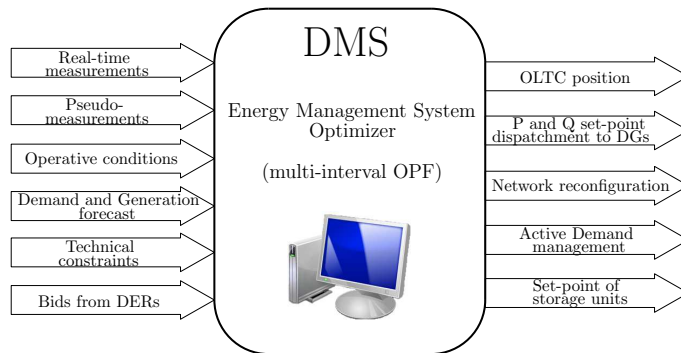 Real-time
measurements
Pseudo-
measurements
Operative conditions
Demand and Generation
forecast
Technical
constraints
Bids from DERs
DMS
Energy Management System
Optimizer
(multi-interval OPF)
OLTC position
P and Q set-point
dispatchment to DGs
Network reconfiguration
Active Demand
management
Set-point of
storage units